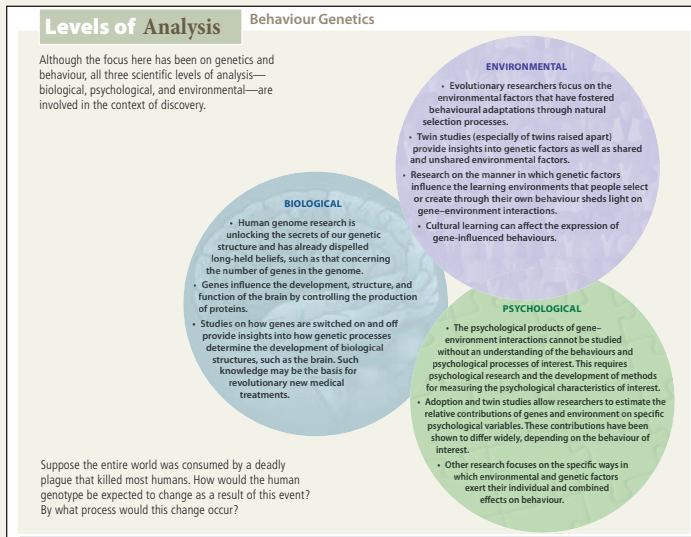 Levels of Analysis
Behaviour Genetics
Although the focus here has been on genetics and
behaviour, all three scientific levels of analysis—
biological, psychological, and environmental—are
involved in the context of discovery.
ENVIRONMENTAL
• Evolutionary researchers focus on the
environmental factors that have fostered
behavioural adaptations through natural
selection processes.
• Twin studies (especially of twins raised apart)
provide insights into genetic factors as well as shared
and unshared environmental factors.
• Research on the manner in which genetic factors
influence the learning environments that people select
or create through their own behaviour sheds light on
gene–environment interactions.
• Cultural learning can affect the expression of
gene-influenced behaviours.
BIOLOGICAL
• Human genome research is
unlocking the secrets of our genetic
structure and has already dispelled
long-held beliefs, such as that concerning
the number of genes in the genome.
• Genes influence the development, structure, and
function of the brain by controlling the production
of proteins.
• Studies on how genes are switched on and off
provide insights into how genetic processes
determine the development of biological
structures, such as the brain. Such
knowledge may be the basis for
revolutionary new medical
treatments.
PSYCHOLOGICAL
• The psychological products of gene–
environment interactions cannot be studied
without an understanding of the behaviours and
psychological processes of interest. This requires
psychological research and the development of methods
for measuring the psychological characteristics of interest.
• Adoption and twin studies allow researchers to estimate the
relative contributions of genes and environment on specific
psychological variables. These contributions have been
shown to differ widely, depending on the behaviour of
interest.
• Other research focuses on the specific ways in
which environmental and genetic factors
exert their individual and combined
effects on behaviour.
Suppose the entire world was consumed by a deadly
plague that killed most humans. How would the human
genotype be expected to change as a result of this event?
By what process would this change occur?